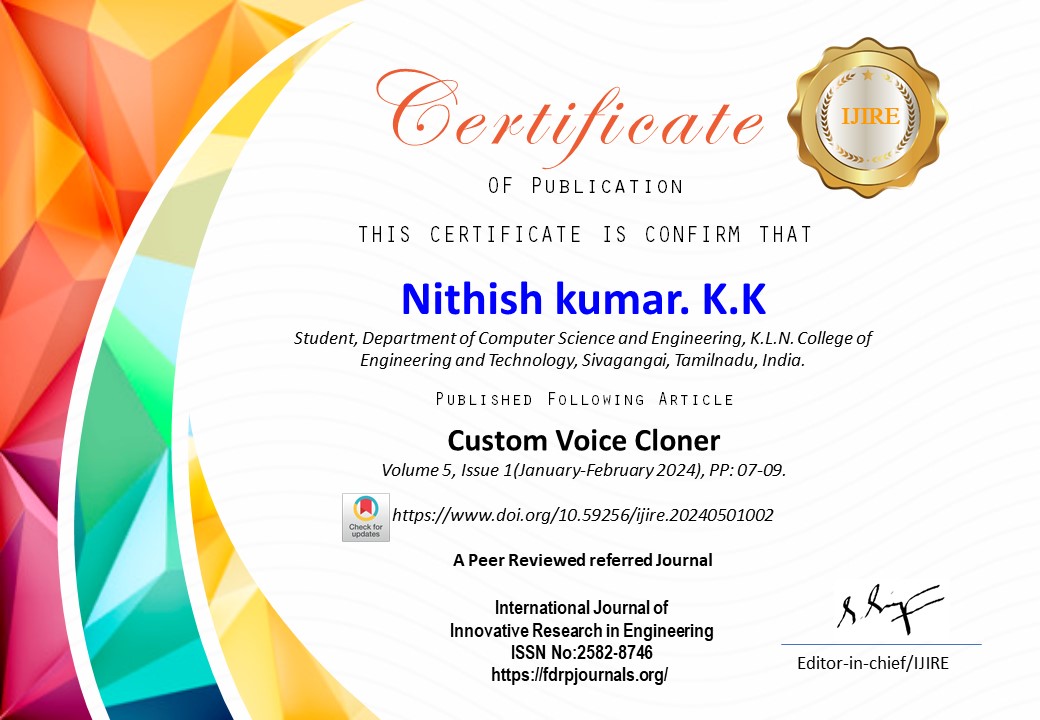 Certificate
IJIRE
OF PUBLICATION
THIS CERTIFICATE IS CONFIRM THAT
Nithish kumar. K.K
Student, Department of Computer Science and Engineering, K.L.N. College of
Engineering and Technology, Sivagangai, Tamilnadu, India.
PUBLISHED FOLLOWING ARTICLE
Custom Voice Cloner
Volume 5, Issue 1(January-February 2024), PP: 07-09.
Check for
updates
https://www.doi.org/10.59256/ijire.20240501002
A Peer Reviewed referred Journal
International Journal of
Innovative Research in Engineering
ISSN No:2582-8746
https://fdrpjournals.org/
Editor-in-chief/IJIRE